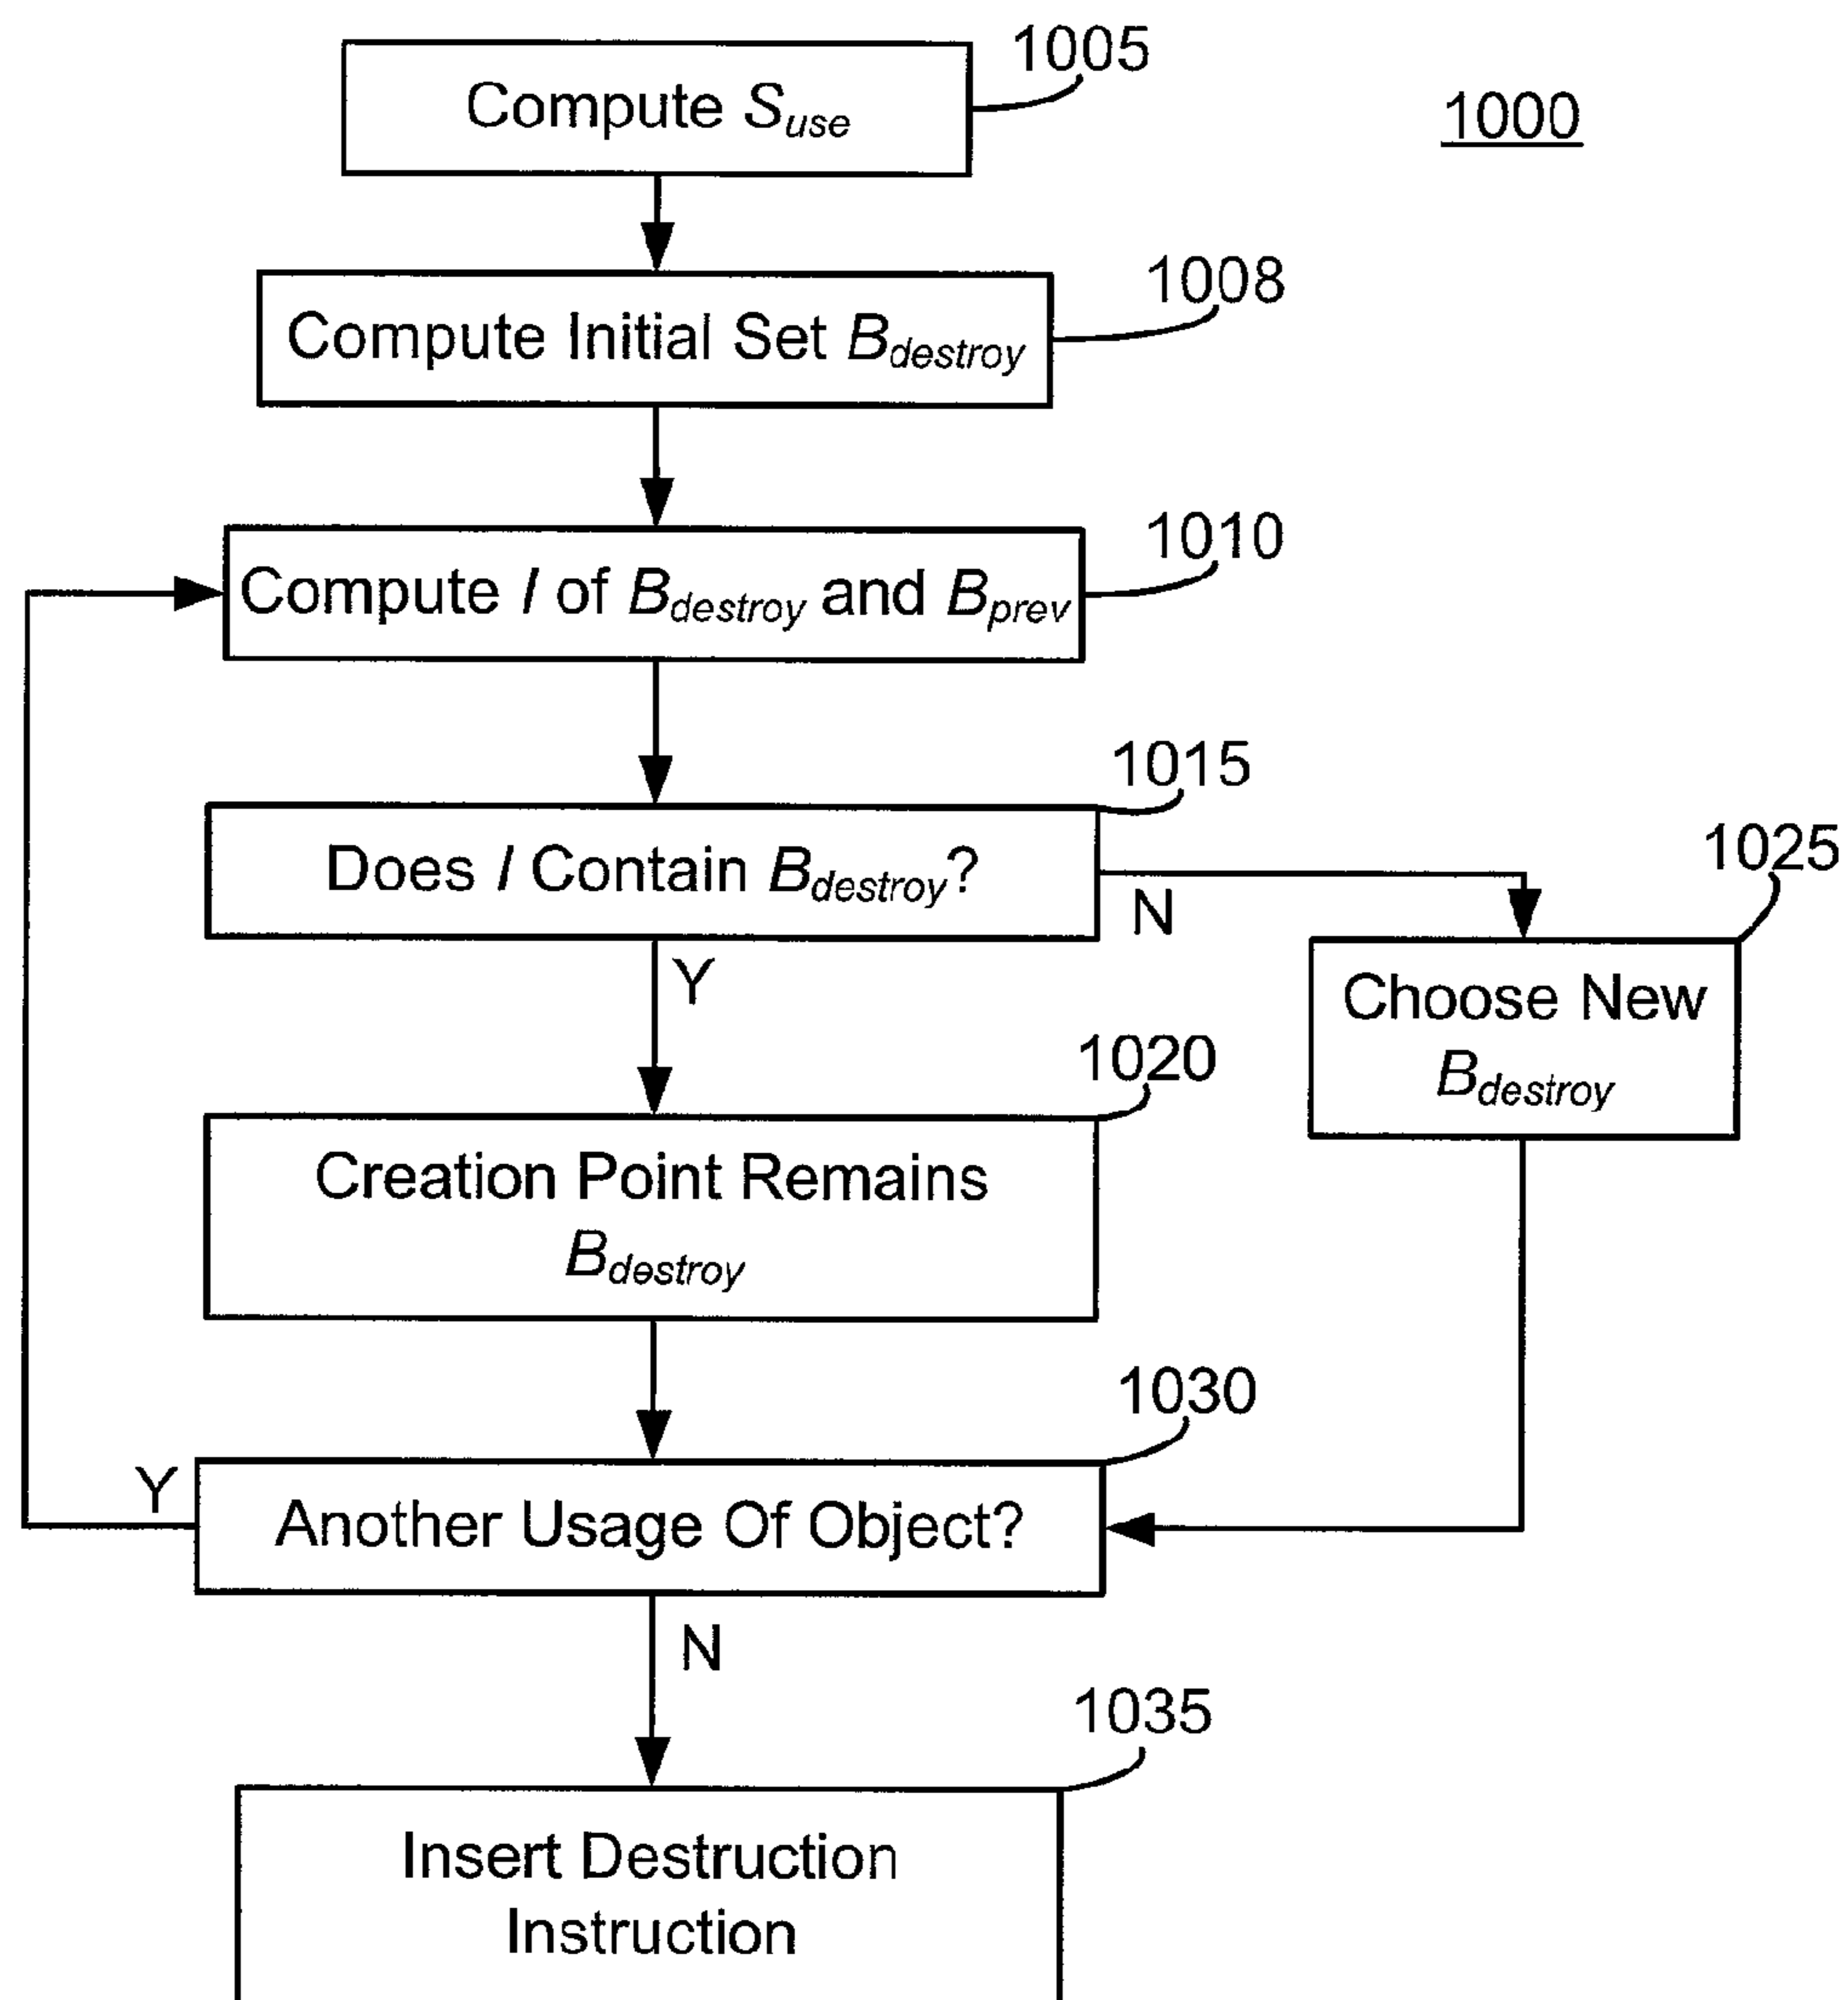 1005
Compute Suse
1000
1008
Compute Initial Set Bdestroy
1010
Compute I of Bdestroy and Bprev
1015
Does I Contain Bdestroy?
N
1025
Y
Choose New
Bdestroy
1020
Creation Point Remains
Bdestroy
1030
Y
Another Usage Of Object?
N
1035
Insert Destruction
Instruction